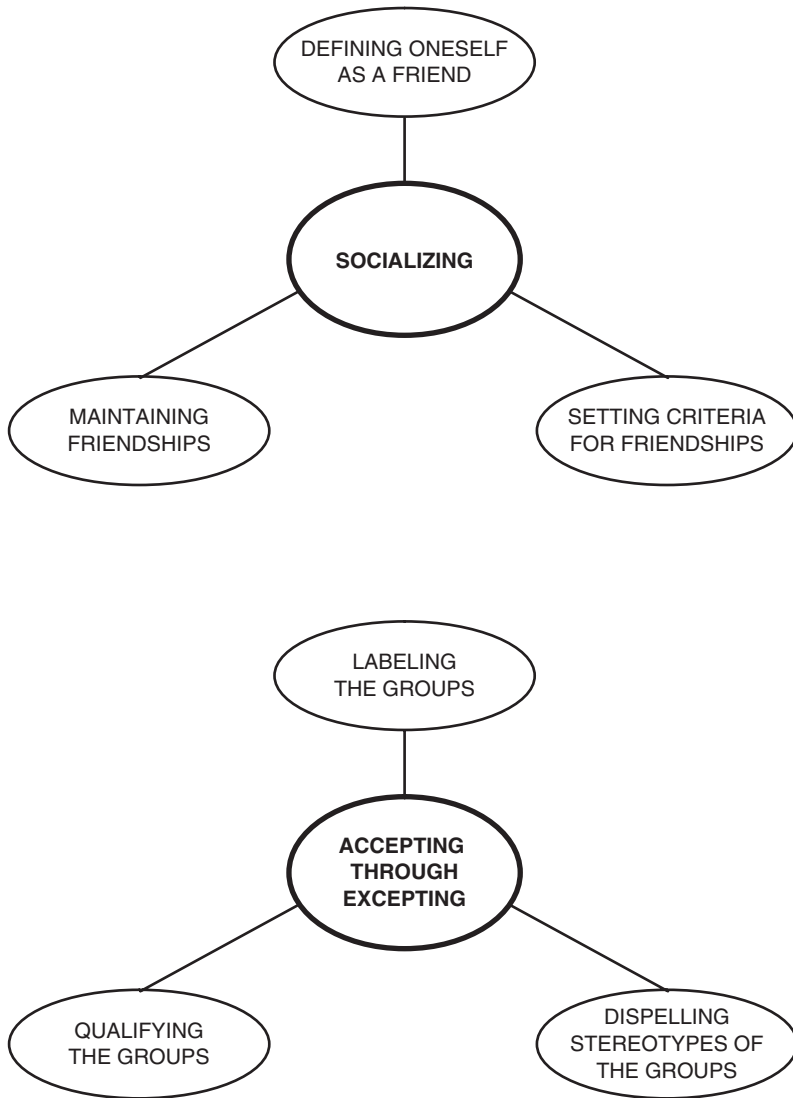 DEFINING ONESELF
AS A FRIEND
SOCIALIZING
MAINTAINING
FRIENDSHIPS
SETTING CRITERIA
FOR FRIENDSHIPS
LABELING
THE GROUPS
ACCEPTING
THROUGH
EXCEPTING
QUALIFYING
THE GROUPS
DISPELLING
STEREOTYPES OF
THE GROUPS